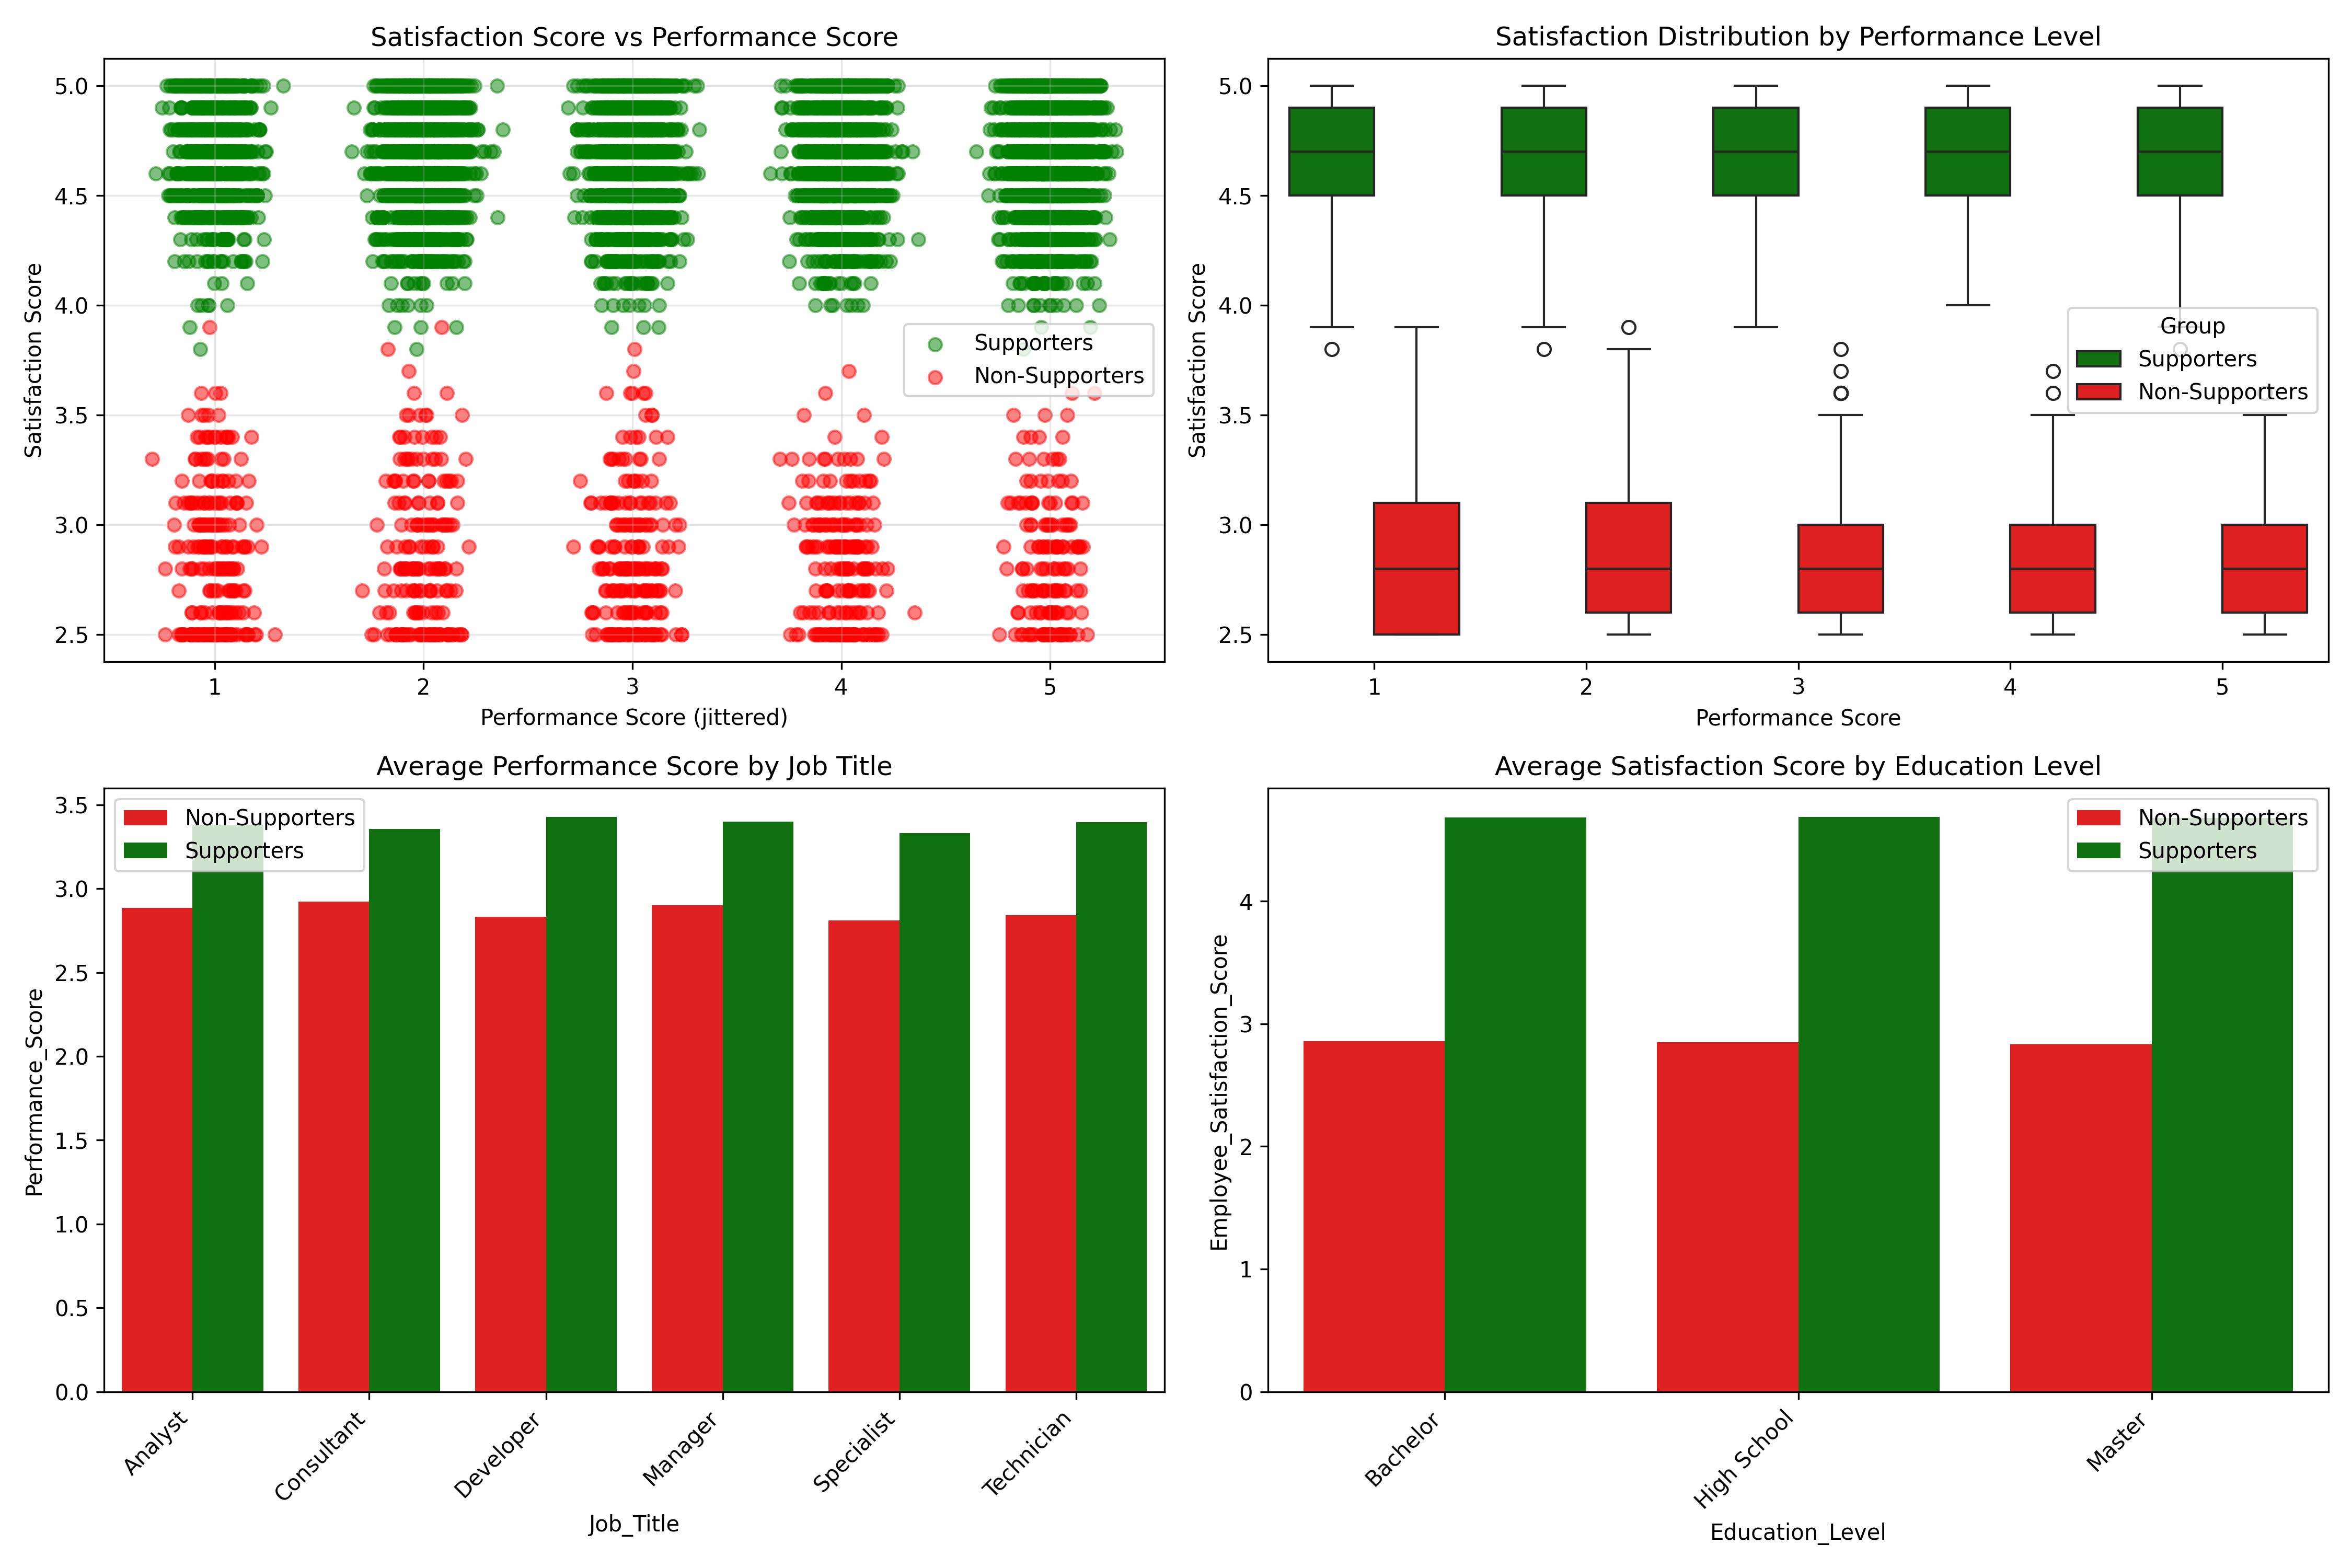 Satisfaction Score vs Performance Score
Satisfaction Score
5.0
4.5
4.0
3.5
3.0
2.5
Supporters
Non-Supporters
1 2 3 4 5
Performance Score (jittered)
Satisfaction Distribution by Performance Level
Satisfaction Score
5.0
4.5
4.0
3.5
3.0
2.5
Group
Supporters
Non-Supporters
1 2 3 4 5
Performance Score
Average Performance Score by Job Title
Performance_Score
3.5
3.0
2.5
2.0
1.5
1.0
0.5
0.0
Non-Supporters
Supporters
Analyst
Consultant
Developer
Manager
Specialist
Technician
Job_Title
Average Satisfaction Score by Education Level
Employee_Satisfaction_Score
4
3
2
1
0
Non-Supporters
Supporters
Bachelor
High School
Master
Education_Level